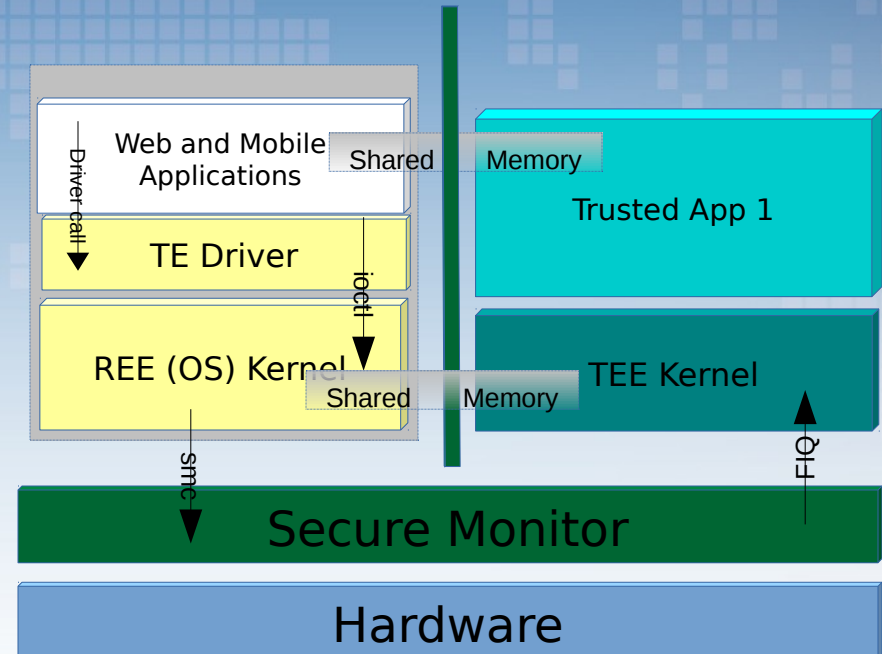 Web and Mobile
Applications
Driver call
Shared Memory
Trusted App 1
TE Driver
ioctl
REE (OS) Kernel
TEE Kernel
Shared Memory
smc
FIQ
Secure Monitor
Hardware